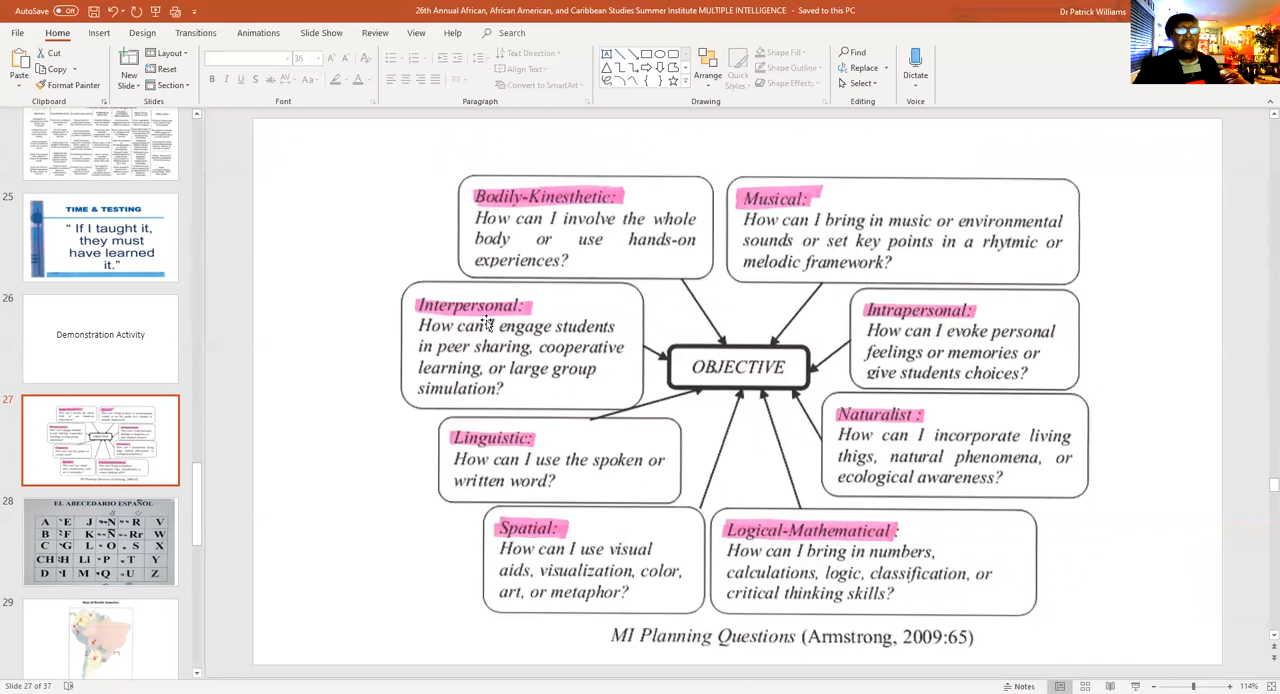 AutoSave Off
26th Annual African, African American, and Caribbean Studies Summer Institute MULTIPLE INTELLIGENCE - Saved to this PC
Dr Patrick Williams
File Home Insert Design Transitions Animations Slide Show Review View Help Search
Paste
Cut
Copy
Format Painter
Clipboard
New
Slide
Layout
Reset
Section
Slides
36
Font
Text Direction
Align Text
Convert to SmartArt
Paragraph
Arrange
Quick
Styles
Shape Fill
Shape Outline
Shape Effects
Drawing
Find
Replace
Select
Editing
Dictate
Voice
25
TIME & TESTING
“ If I taught it,
they must
have learned
it.”
26
Demonstration Activity
27
28
EL ABECEDARIO ESPAÑOL
29
Map of South America
Bodily-Kinesthetic:
How can I involve the whole
body or use hands-on
experiences?
Musical:
How can I bring in music or environmental
sounds or set key points in a rhytmic or
melodic framework?
Interpersonal:
How can I engage students
in peer sharing, cooperative
learning, or large group
simulation?
Intrapersonal:
How can I evoke personal
feelings or memories or
give students choices?
OBJECTIVE
Linguistic:
How can I use the spoken or
written word?
Naturalist :
How can I incorporate living
thigs, natural phenomena, or
ecological awareness?
Spatial:
How can I use visual
aids, visualization, color,
art, or metaphor?
Logical-Mathematical :
How can I bring in numbers,
calculations, logic, classification, or
critical thinking skills?
MI Planning Questions (Armstrong, 2009:65)
Slide 27 of 37
Notes
114%